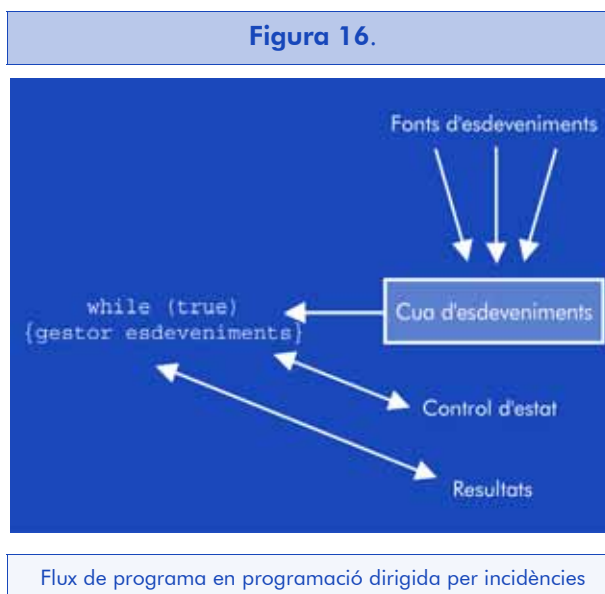 Figura 16.
Fonts d'esdeveniments
Cua d'esdeveniments
while (true)
{gestor esdeveniments}
Control d'estat
Resultats
Flux de programa en programació dirigida per incidències